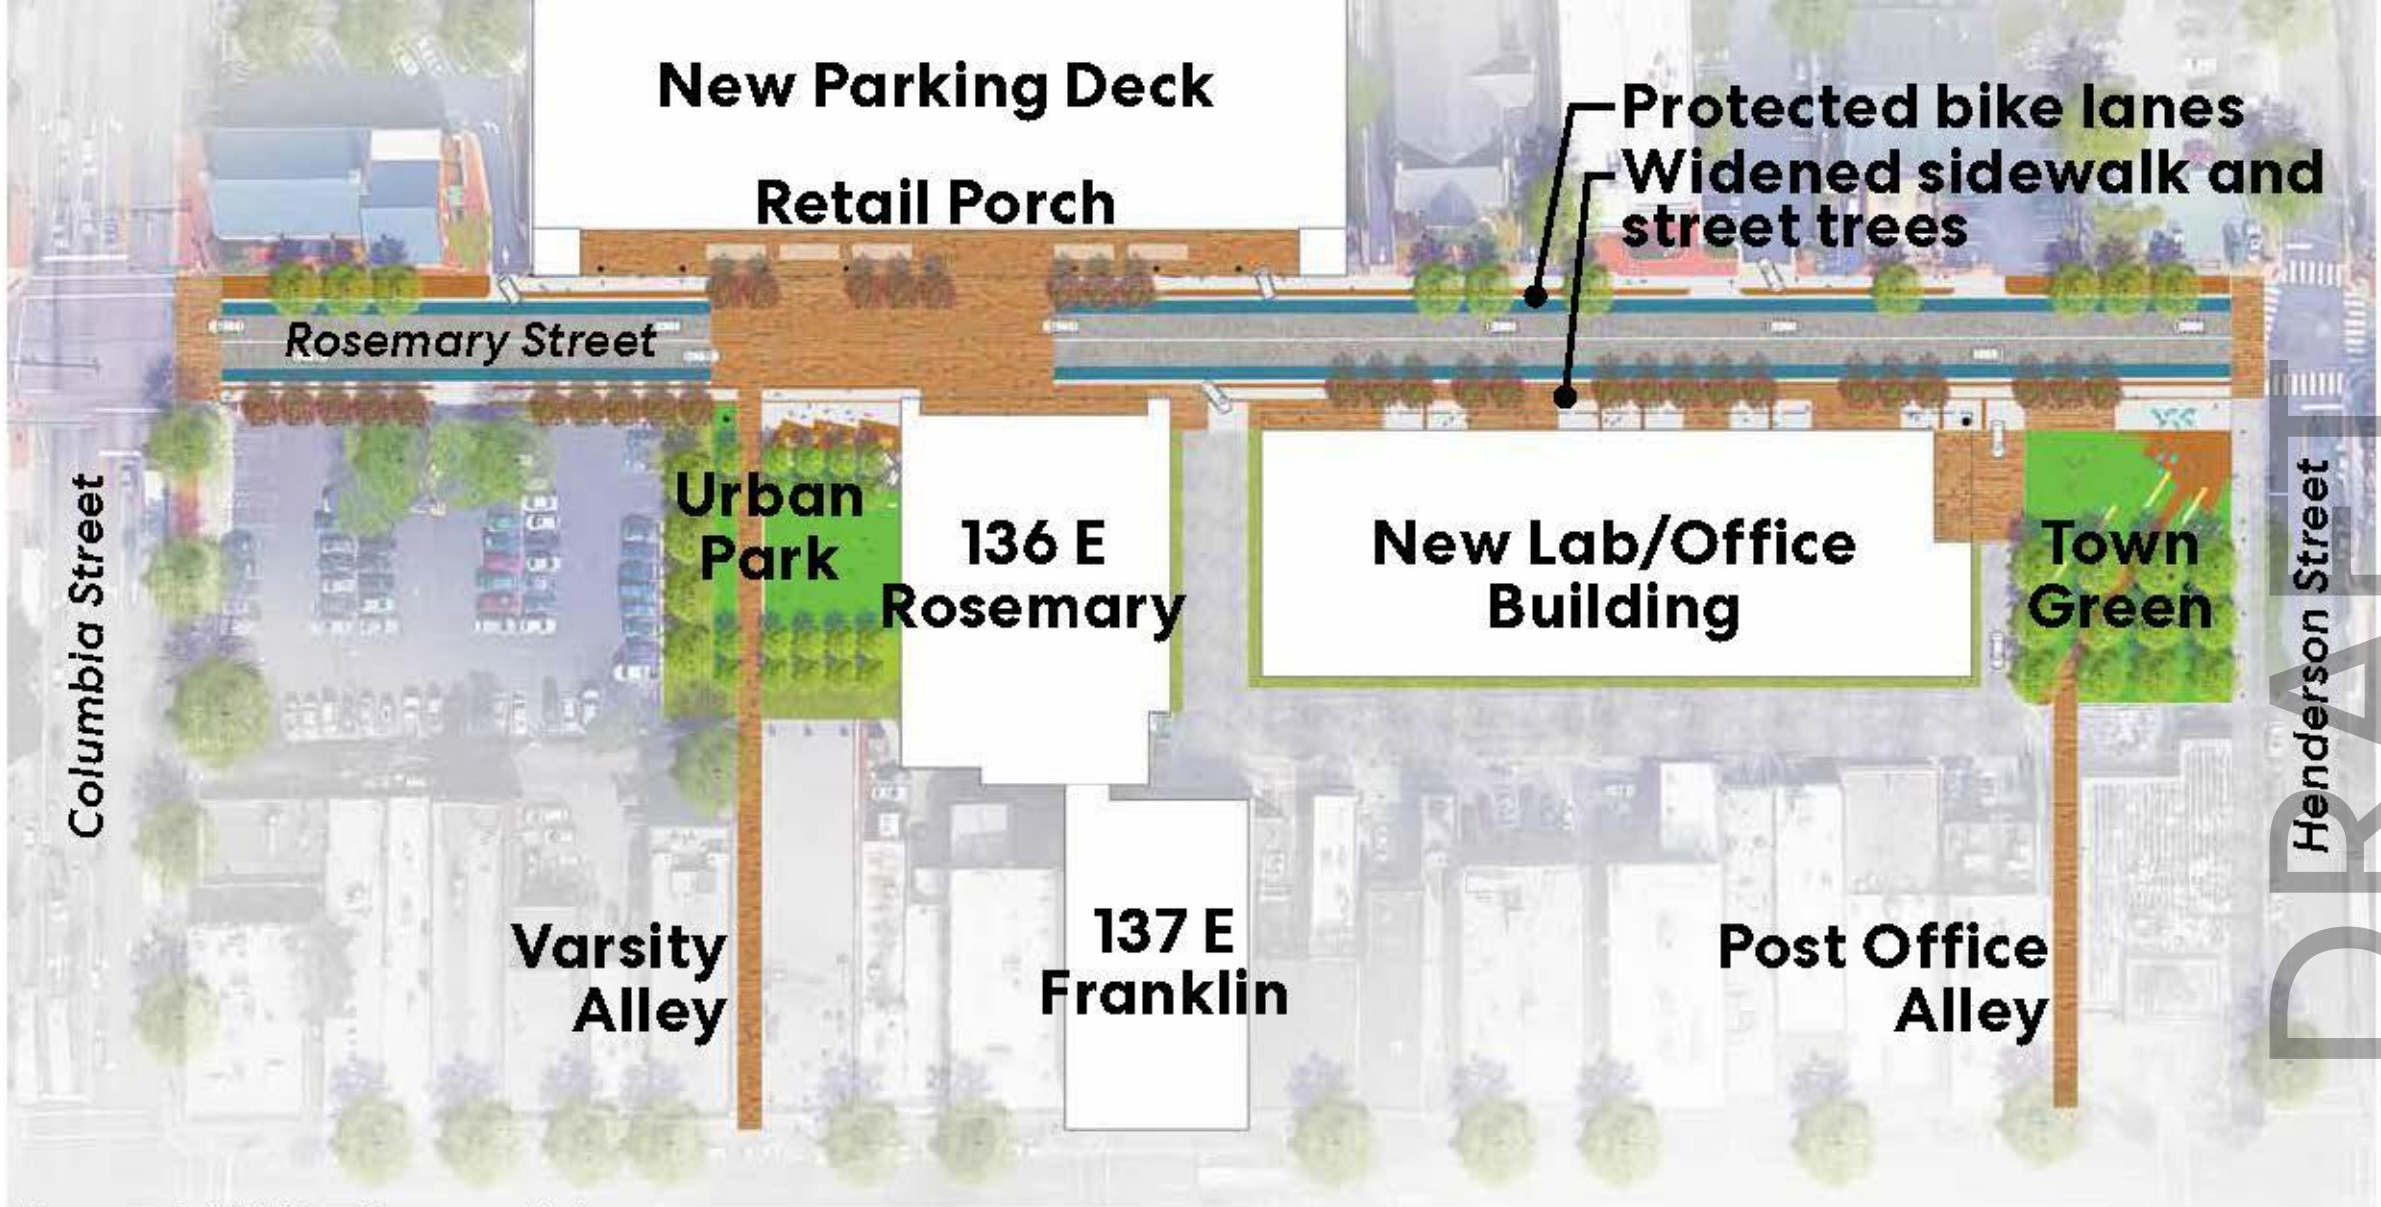 New Parking Deck
Retail Porch
Protected bike lanes
Widened sidewalk and
street trees
Rosemary Street
Columbia Street
Urban
Park
136 E
Rosemary
New Lab/Office
Building
Town
Green
Henderson Street
Varsity
Alley
137 E
Franklin
Post Office
Alley
DRAFT